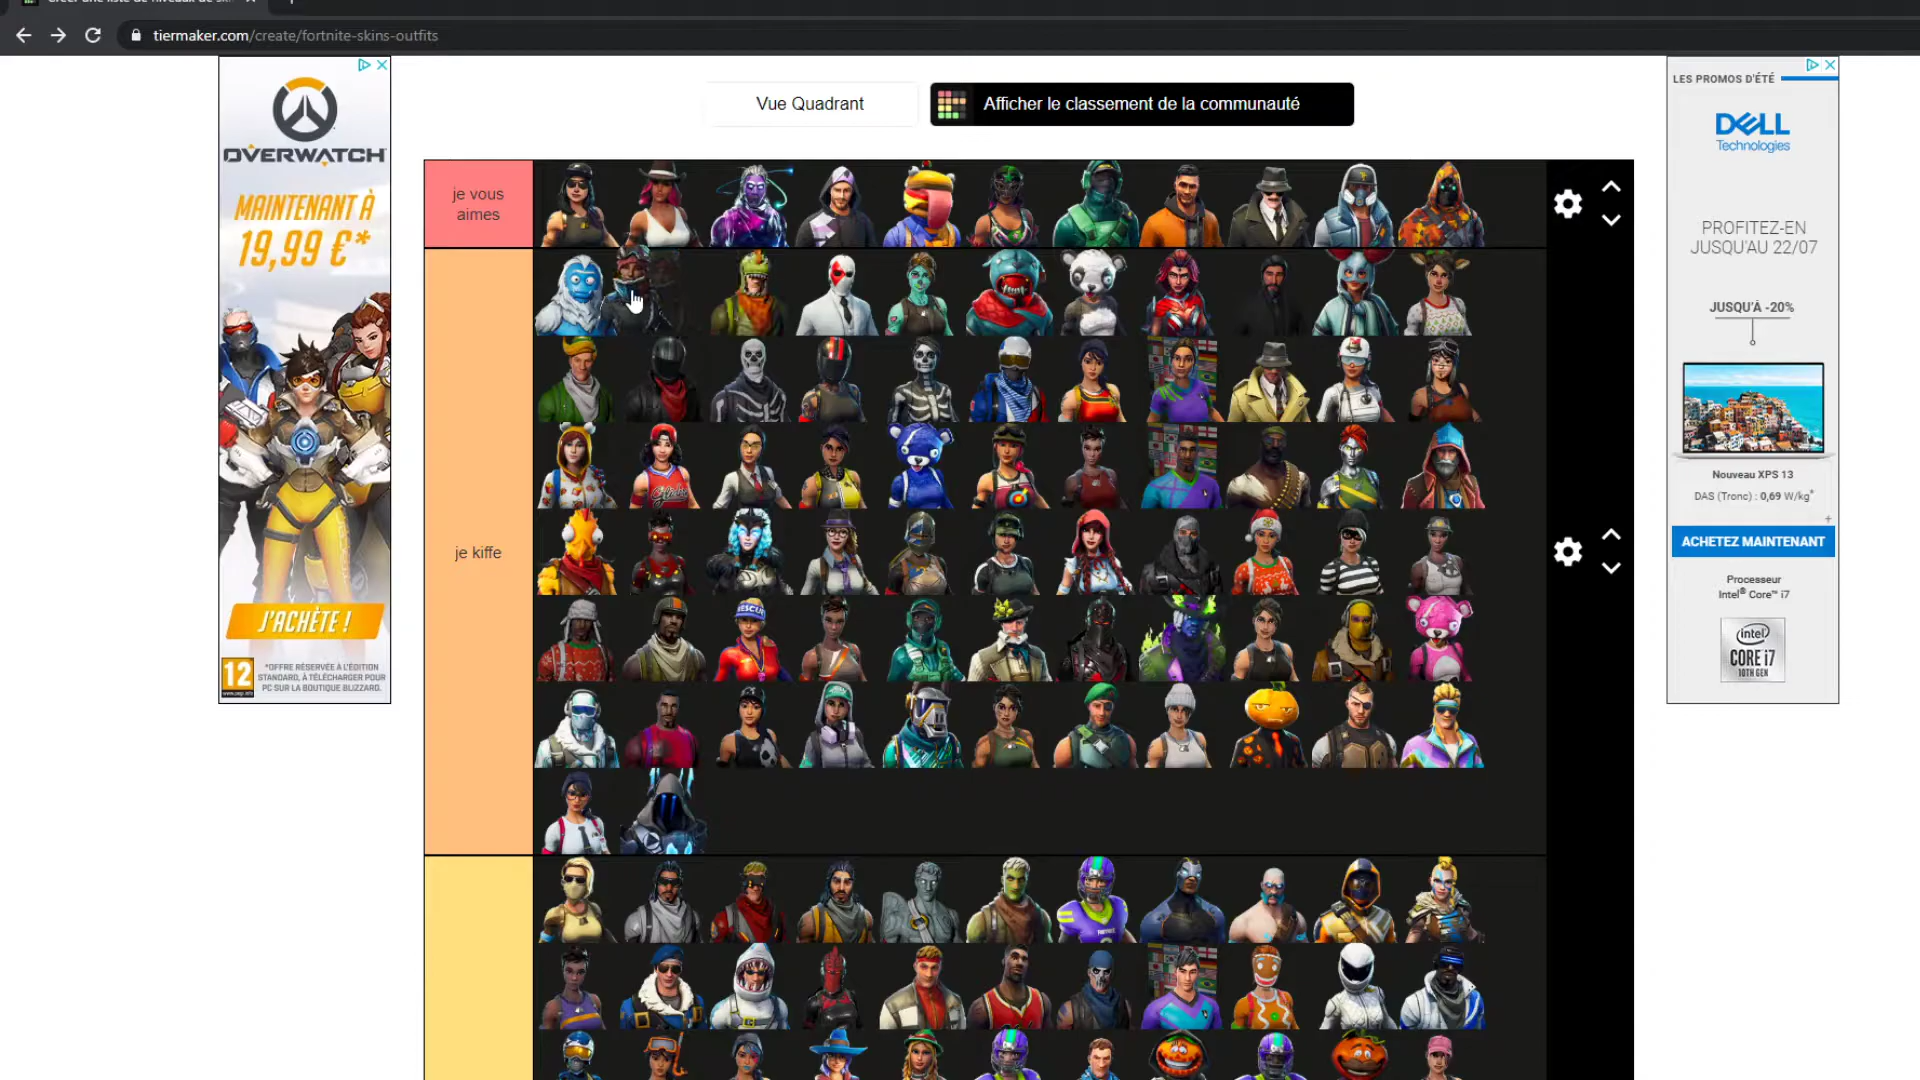 tiermaker.com/create/fortnite-skins-outfits
OVERWATCH
MAINTENANT À
19,99 €*
J'ACHÈTE !
12
*OFFRE RÉSERVÉE À L'ÉDITION
STANDARD, À TÉLÉCHARGER POUR
PC SUR LA BOUTIQUE BLIZZARD.
Vue Quadrant
Afficher le classement de la communauté
je vous
aimes
je kiffe
LES PROMOS D'ÉTÉ
DELL
Technologies
PROFITEZ-EN
JUSQU'AU 22/07
JUSQU'À -20%
Nouveau XPS 13
DAS (Tronc) : 0,69 W/kg*
ACHETEZ MAINTENANT
Processeur
Intel® Core™ i7
intel
CORE i7
10TH GEN